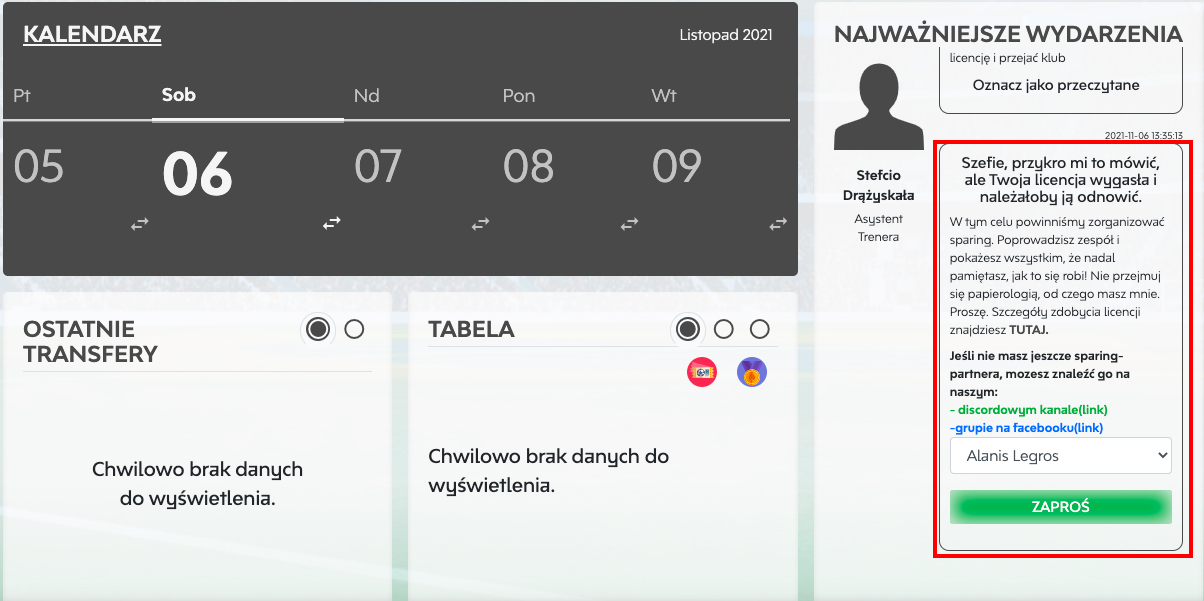 KALENDARZ
Listopad 2021
Pt
Sob
Nd
Pon
Wt
05
06
07
08
09
OSTATNIE
TRANSFERY
Chwilowo brak danych
do wyświetlenia.
TABELA
Chwilowo brak danych do
wyświetlenia.
NAJWAŻNIEJSZE WYDARZENIA
licencję i przejać klub
Oznacz jako przeczytane
2021-11-06 13:35:13
Stefcio
Drążyskała
Asystent
Trenera
Szefie, przykro mi to mówić,
ale Twoja licencja wygasła i
należałoby ją odnowić.
W tym celu powinniśmy zorganizować
sparing. Poprowadzisz zespół i
pokażesz wszystkim, że nadal
pamiętasz, jak to się robi! Nie przejmuj
się papierologią, od czego masz mnie.
Proszę. Szczegóły zdobycia licencji
znajdziesz TUTAJ.
Jeśli nie masz jeszcze sparing-
partnera, mozesz znaleźć go na
naszym:
- discordowym kanale(link)
-grupie na facebooku(link)
Alanis Legros
ZAPROŚ